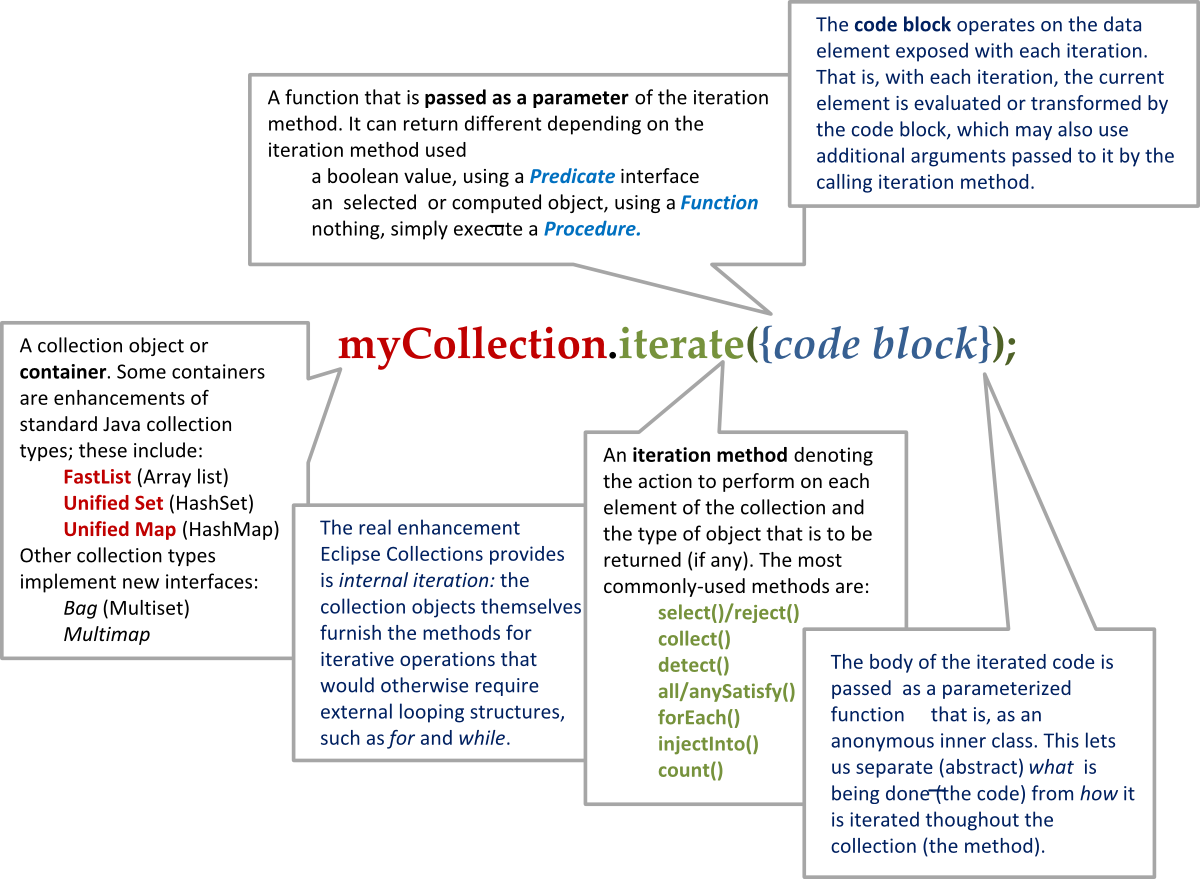 The code block operates on the data
element exposed with each iteration.
That is, with each iteration, the current
element is evaluated or transformed by
the code block, which may also use
additional arguments passed to it by the
calling iteration method.
A function that is passed as a parameter of the iteration
method. It can return different depending on the
iteration method used
a boolean value, using a Predicate interface
an selected or computed object, using a Function
nothing, simply execute a Procedure.
myCollection.iterate({code block});
A collection object or
container. Some containers
are enhancements of
standard Java collection
types; these include:
FastList (Array list)
Unified Set (HashSet)
Unified Map (HashMap)
Other collection types
implement new interfaces:
Bag (Multiset)
Multimap
The real enhancement
Eclipse Collections provides
is internal iteration: the
collection objects themselves
furnish the methods for
iterative operations that
would otherwise require
external looping structures,
such as for and while.
An iteration method denoting
the action to perform on each
element of the collection and
the type of object that is to be
returned (if any). The most
commonly-used methods are:
select()/reject()
collect()
detect()
all/anySatisfy()
forEach()
injectInto()
count()
The body of the iterated code is
passed as a parameterized
function that is, as an
anonymous inner class. This lets
us separate (abstract) what is
being done (the code) from how it
is iterated thoughout the
collection (the method).